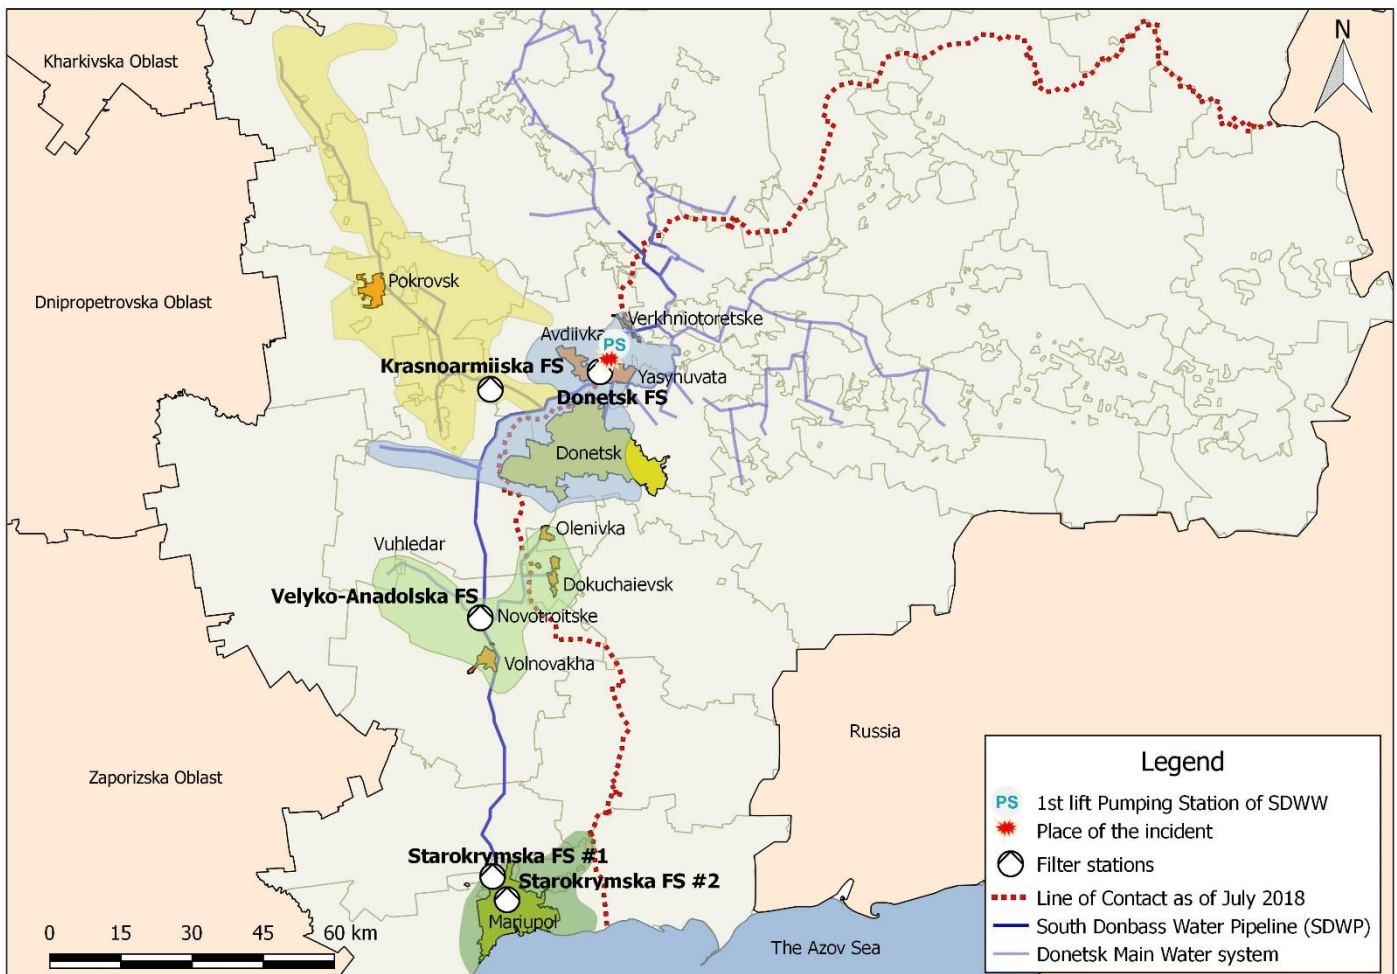 Kharkivska Oblast
N
Dnipropetrovska Oblast
Pokrovsk
Verkhniotoretske
Avdiivka
PS
Krasnoarmiiska FS
Yasynuvata
Donetsk FS
Donetsk
Olenivka
Vuhledar
Dokuchaievsk
Velyko-Anadolska FS
Novotroitske
Volnovakha
Russia
Zaporizska Oblast
Starokrymska FS #1
Starokrymska FS #2
Mariupol
The Azov Sea
0 15 30 45 60 km
Legend
PS 1st lift Pumping Station of SDWW
Place of the incident
Filter stations
Line of Contact as of July 2018
South Donbass Water Pipeline (SDWP)
Donetsk Main Water system